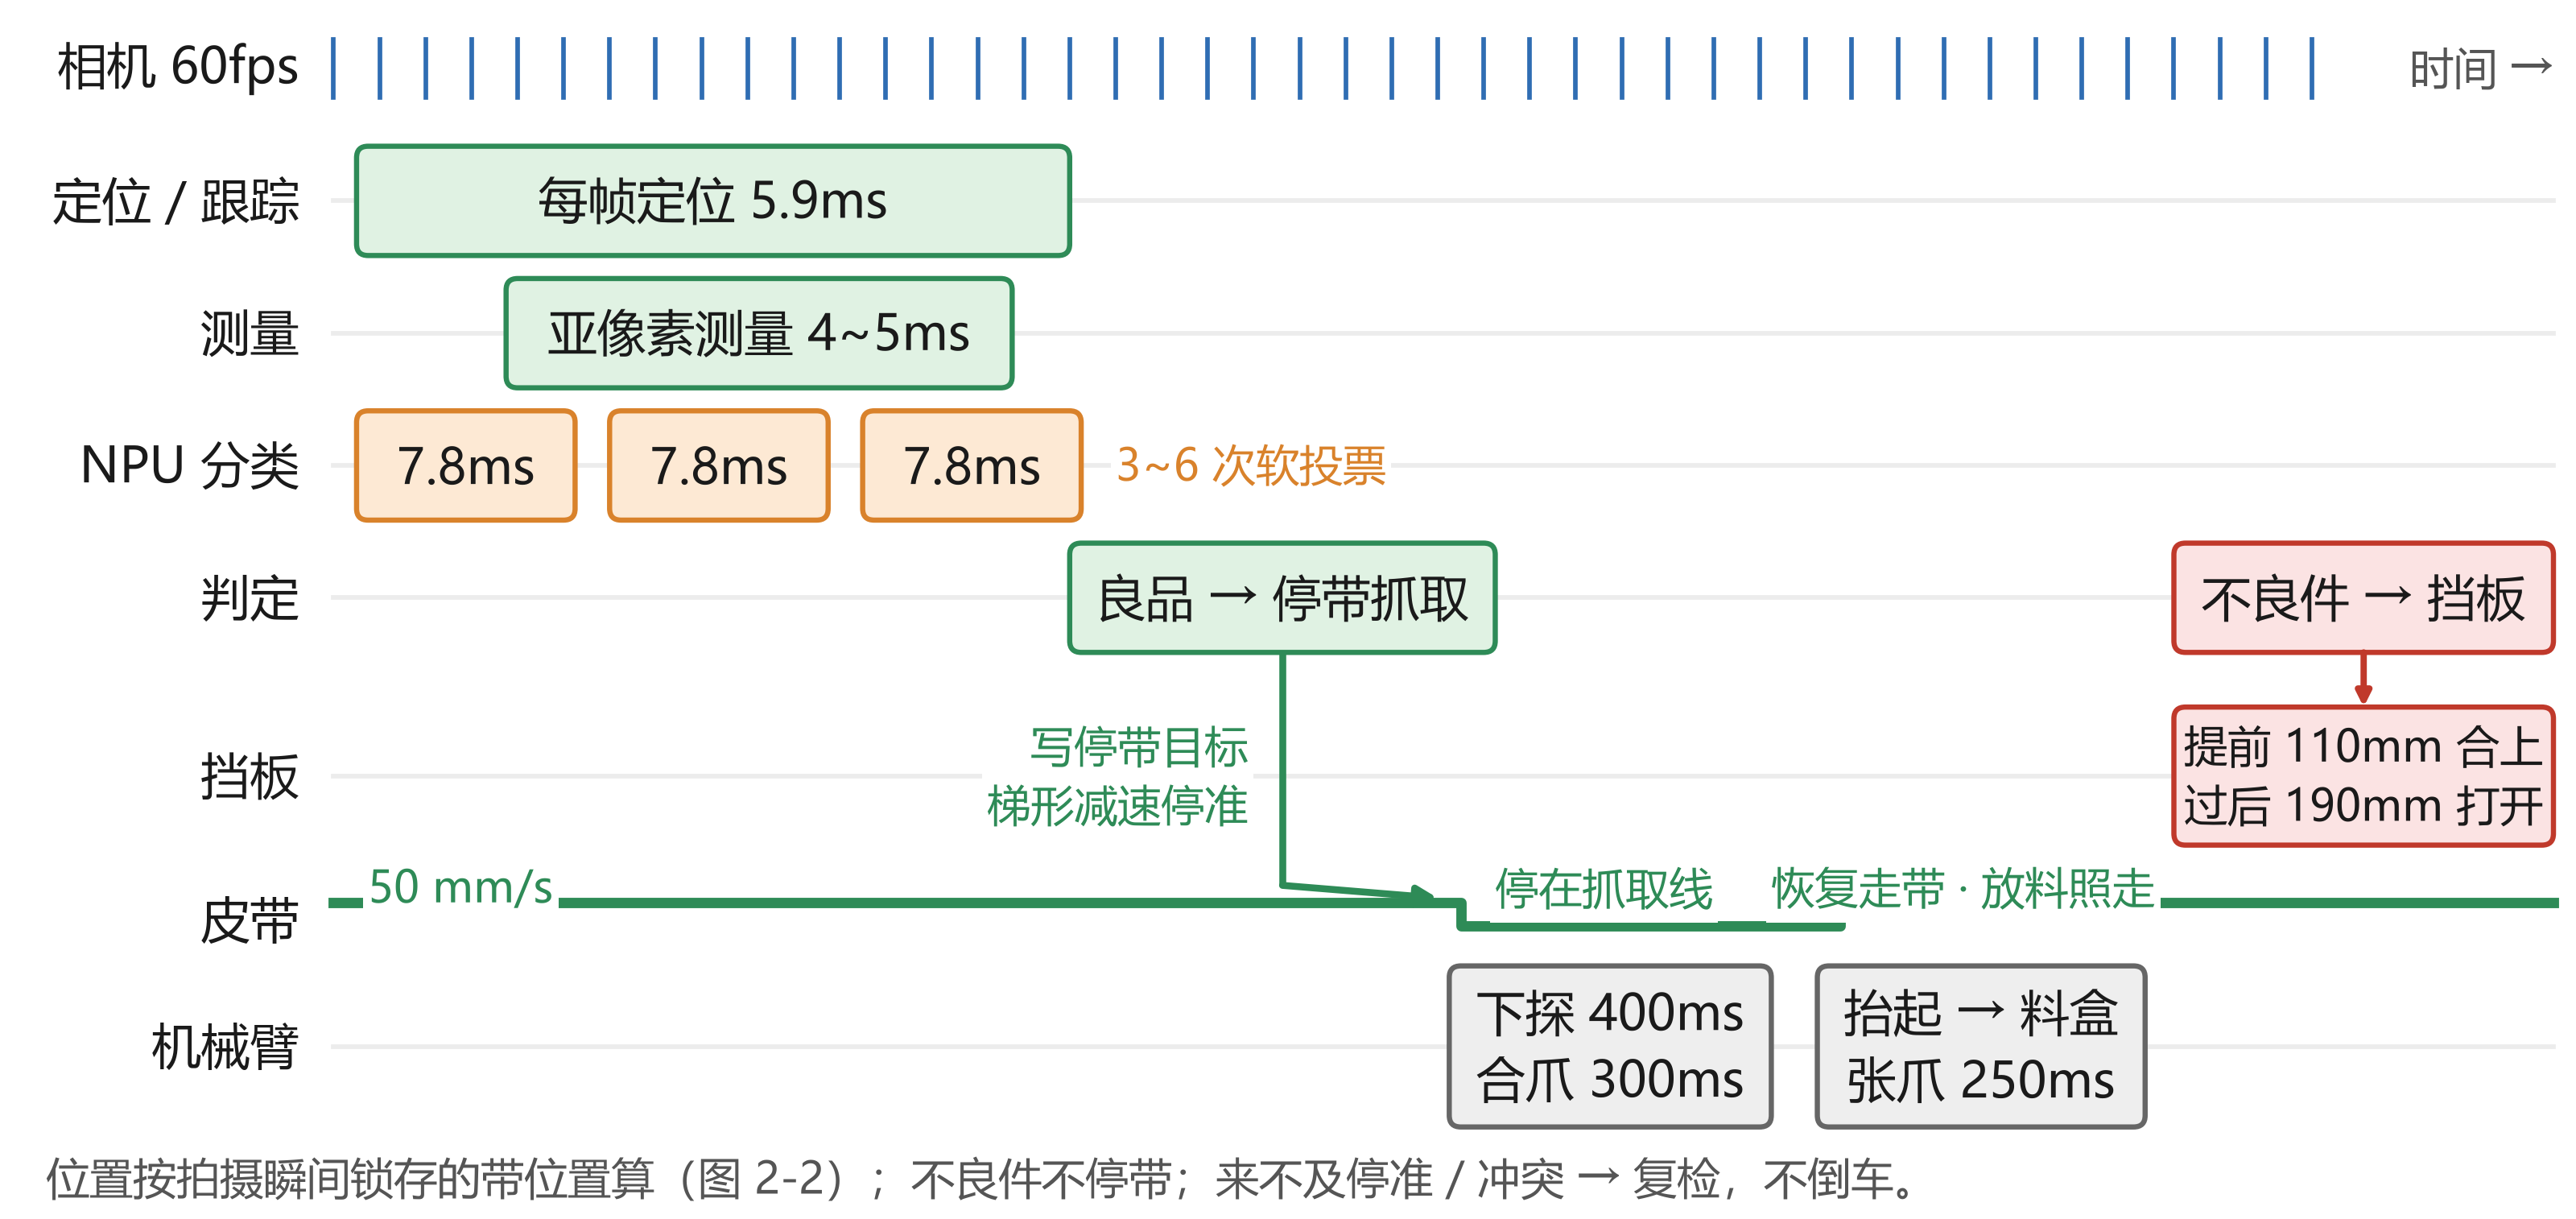 相机 60fps
时间 →
定位 / 跟踪
每帧定位 5.9ms
测量
亚像素测量 4~5ms
NPU 分类
7.8ms
7.8ms
7.8ms
3~6 次软投票
判定
良品 → 停带抓取
不良件 → 挡板
写停带目标
梯形减速停准
挡板
提前 110mm 合上
过后 190mm 打开
皮带
50 mm/s
停在抓取线
恢复走带 · 放料照走
机械臂
下探 400ms
合爪 300ms
抬起 → 料盒
张爪 250ms
位置按拍摄瞬间锁存的带位置算（图 2-2）；不良件不停带；来不及停准 / 冲突 → 复检，不倒车。